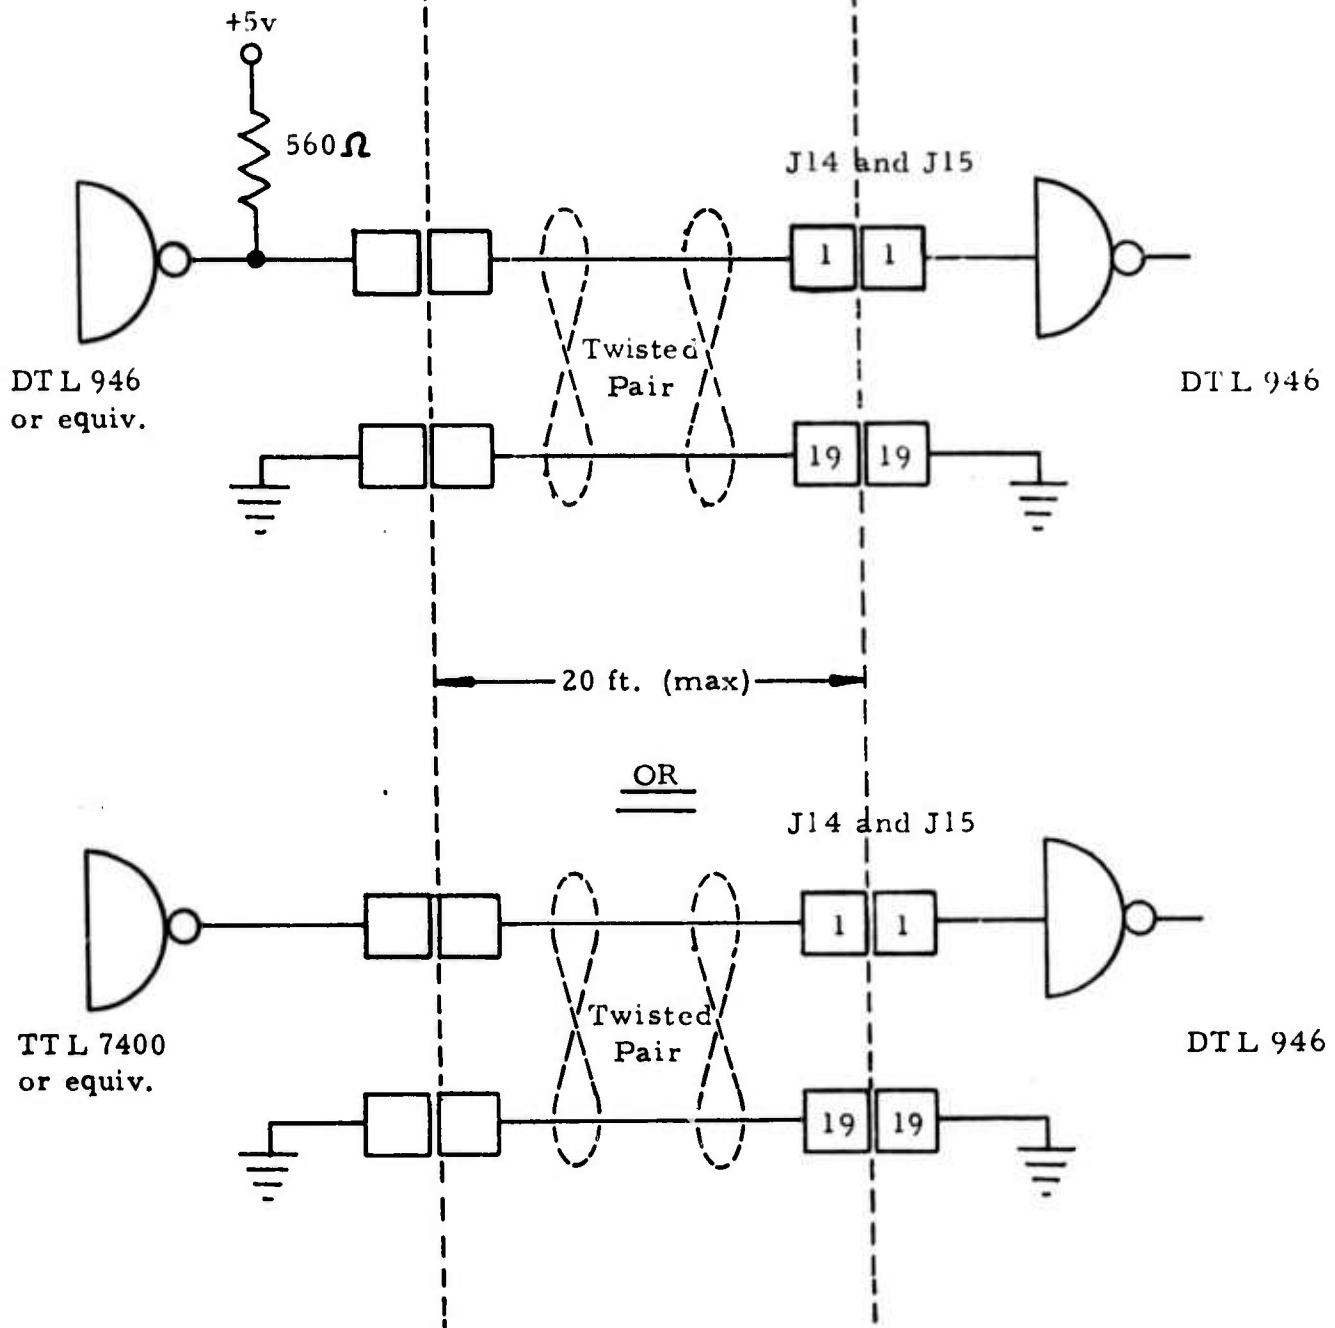 +5v
560Ω
J14 and J15
1 1
Twisted
Pair
DTL 946
or equiv.
DTL 946
19 19
20 ft. (max)
OR
J14 and J15
1 1
Twisted
Pair
TTL 7400
or equiv.
DTL 946
19 19